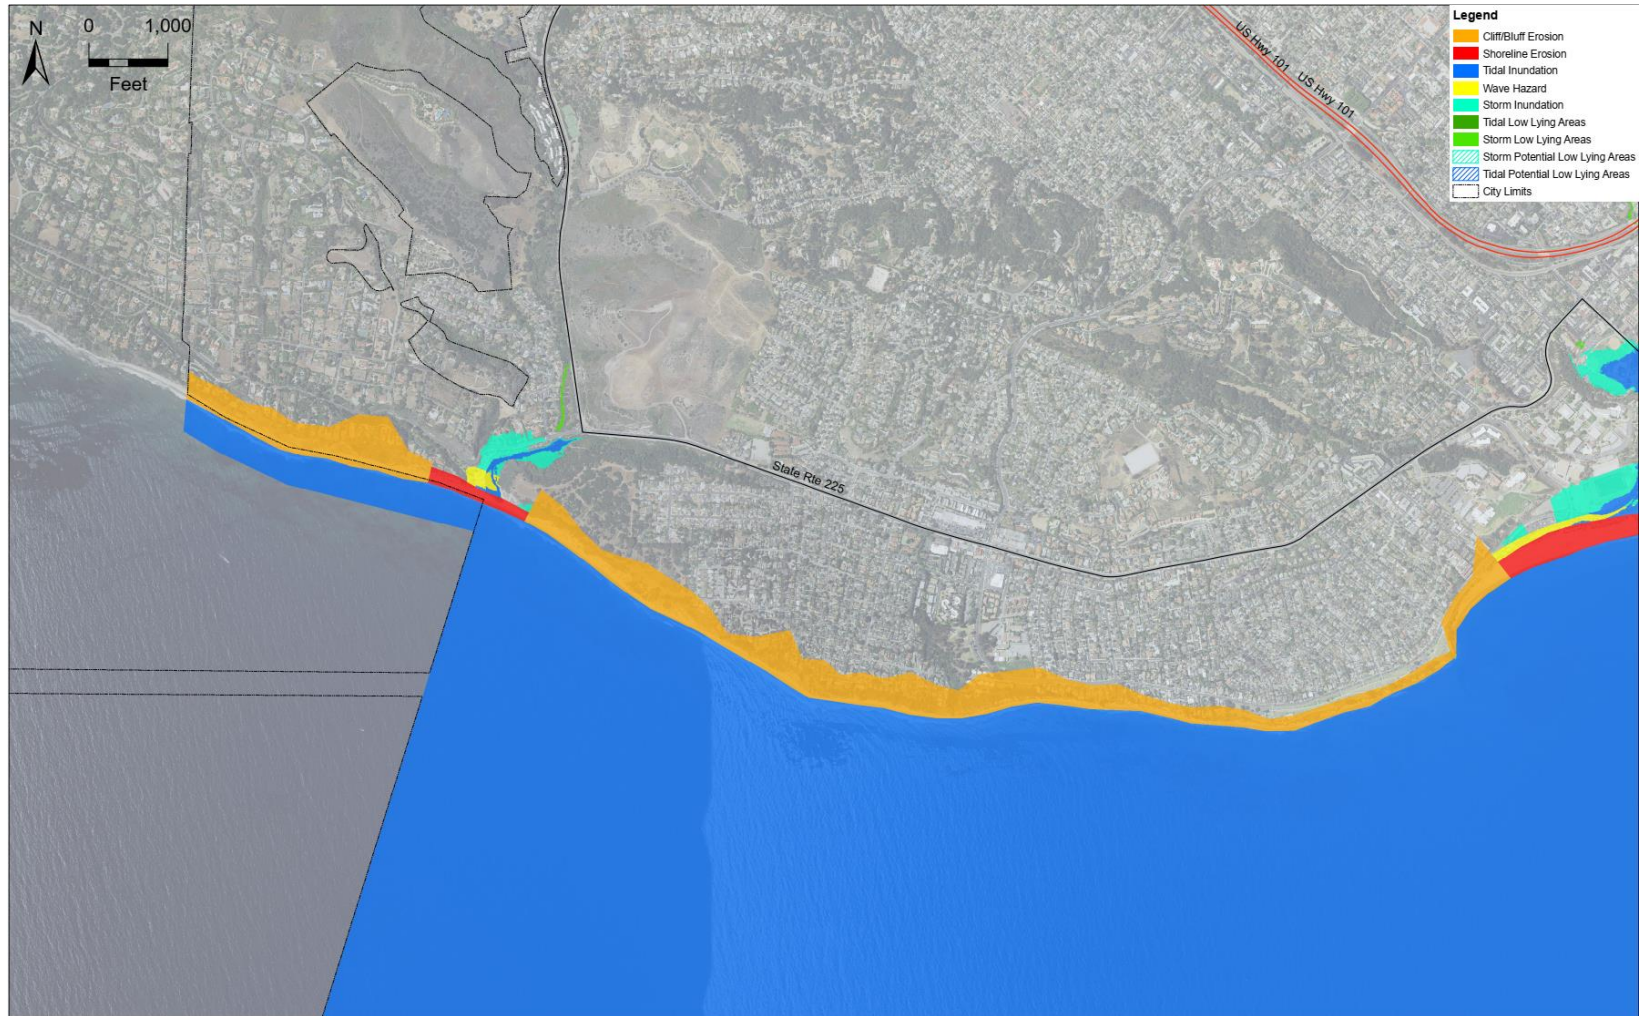 N
0 1,000
Feet
Legend
Cliff/Bluff Erosion
Shoreline Erosion
Tidal Inundation
Wave Hazard
Storm Inundation
Tidal Low Lying Areas
Storm Low Lying Areas
Storm Potential Low Lying Areas
Tidal Potential Low Lying Areas
City Limits
US Hwy 101 US Hwy 101
State Rte 225